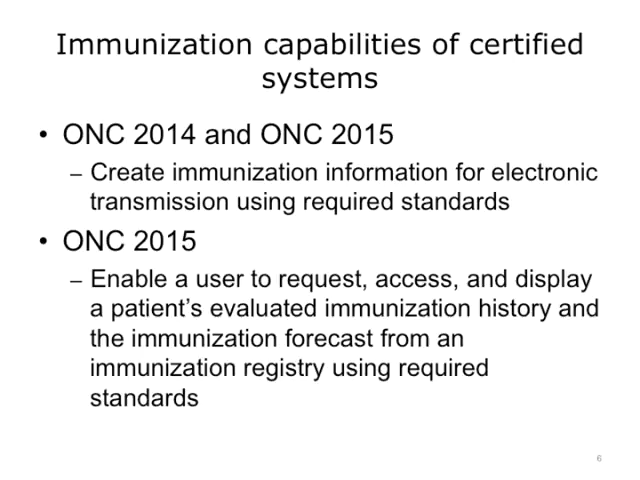 Immunization capabilities of certified
systems
• ONC 2014 and ONC 2015
– Create immunization information for electronic
transmission using required standards
• ONC 2015
– Enable a user to request, access, and display
a patient’s evaluated immunization history and
the immunization forecast from an
immunization registry using required
standards
6